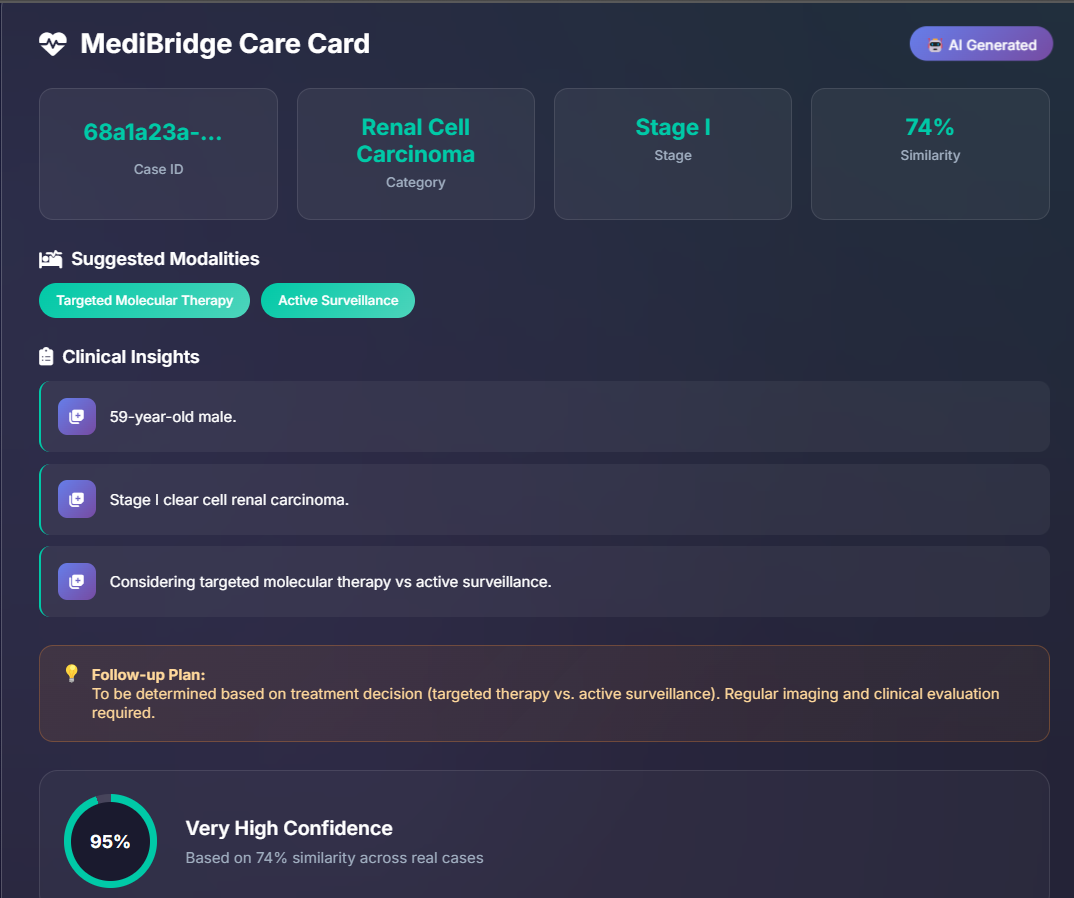 MediBridge Care Card
AI Generated
68a1a23a-...
Case ID
Renal Cell
Carcinoma
Category
Stage I
Stage
74%
Similarity
Suggested Modalities
Targeted Molecular Therapy
Active Surveillance
Clinical Insights
59-year-old male.
Stage I clear cell renal carcinoma.
Considering targeted molecular therapy vs active surveillance.
Follow-up Plan:
To be determined based on treatment decision (targeted therapy vs. active surveillance). Regular imaging and clinical evaluation
required.
95%
Very High Confidence
Based on 74% similarity across real cases